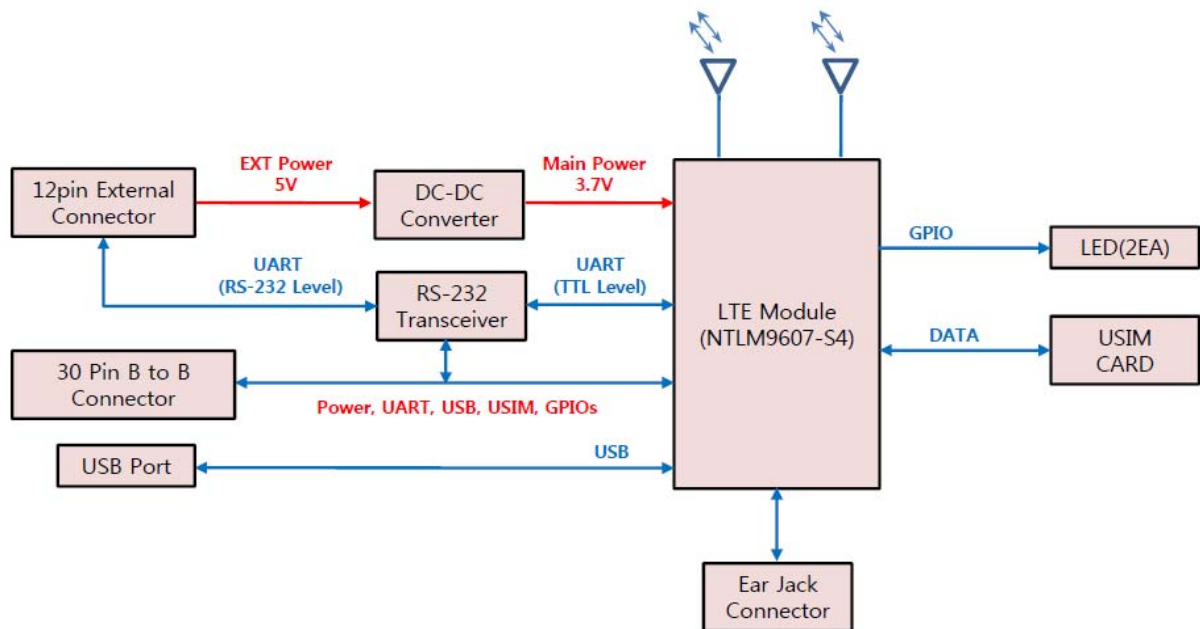 EXT Power
5V
Main Power
3.7V
12pin External
Connector
DC-DC
Converter
GPIO
LED(2EA)
UART
(RS-232 Level)
UART
(TTL Level)
RS-232
Transceiver
LTE Module
(NTLM9607-S4)
DATA
USIM
CARD
30 Pin B to B
Connector
Power, UART, USB, USIM, GPIOs
USB Port
USB
Ear Jack
Connector